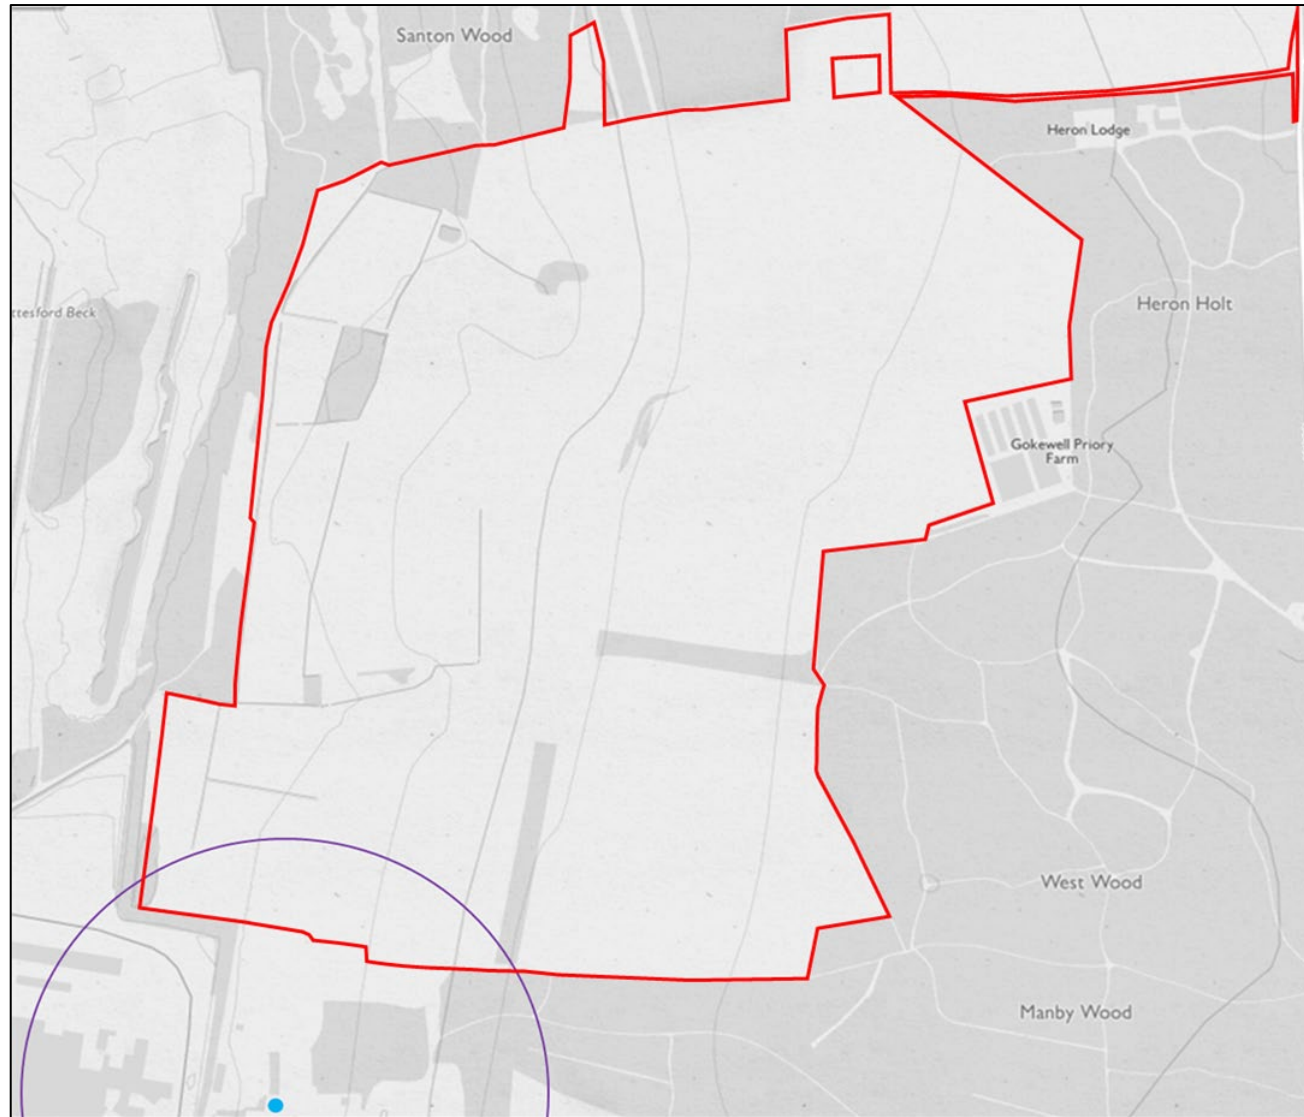 Santon Wood
Heron Lodge
Heron Holt
ttesford Beck
Gokewell Priory
Farm
West Wood
Manby Wood